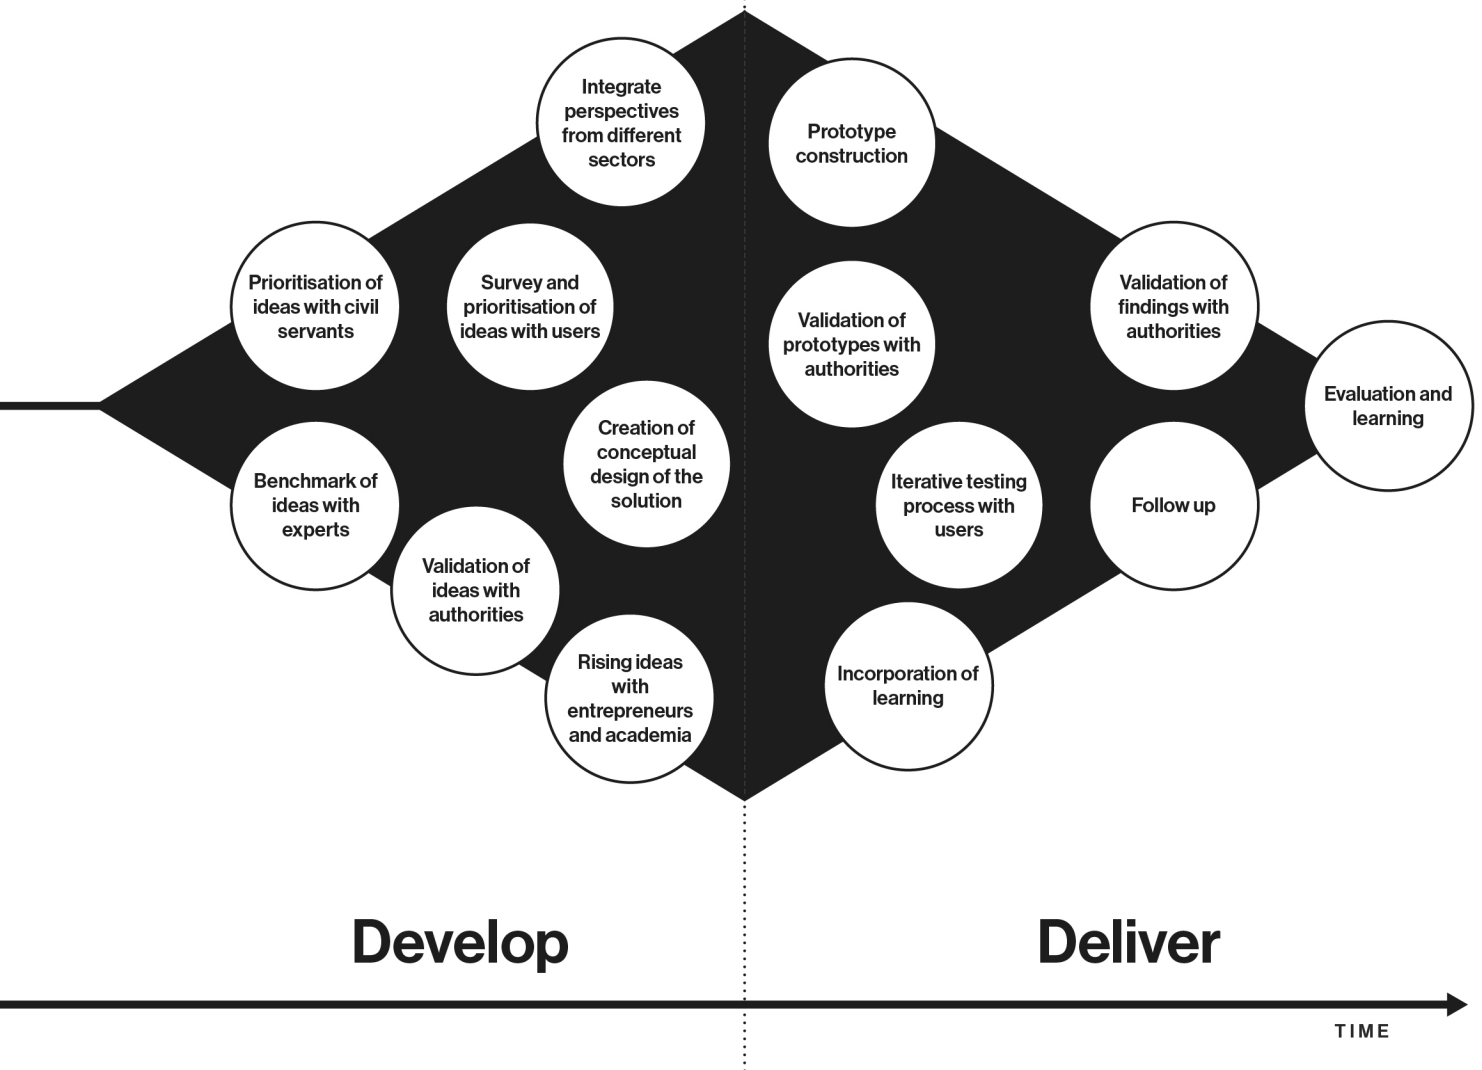 Integrate
perspectives
from different
sectors
Prioritisation of
ideas with civil
servants
Survey and
prioritisation of
ideas with users
Creation of
conceptual
design of the
solution
Benchmark of
ideas with
experts
Validation of
ideas with
authorities
Rising ideas
with
entrepreneurs
and academia
Prototype
construction
Validation of
prototypes with
authorities
Validation of
findings with
authorities
Evaluation and
learning
Iterative testing
process with
users
Follow up
Incorporation of
learning
Develop
Deliver
TIME